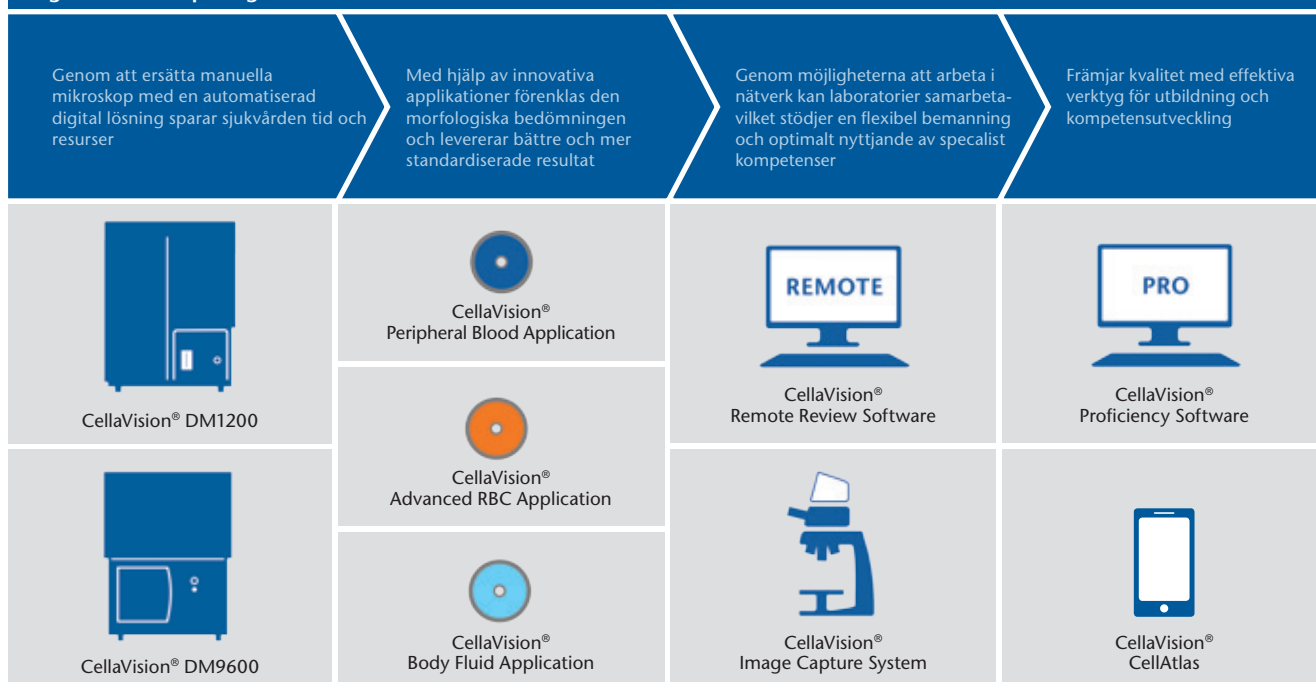 Genom att ersätta manuella
mikroskop med en automatiserad
digital lösning sparar sjukvården tid och
resurser
Med hjälp av innovativa
applikationer förenklas den
morfologiska bedömningen
och levererar bättre och mer
standardiserade resultat
Genom möjligheterna att arbeta i
nätverk kan laboratorier samarbeta-
vilket stödjer en flexibel bemanning
och optimalt nyttjande av specialist
kompetenser
Främjar kvalitet med effektiva
verktyg för utbildning och
kompetensutveckling
CellaVision® DM1200
CellaVision® DM9600
CellaVision®
Peripheral Blood Application
CellaVision®
Advanced RBC Application
CellaVision®
Body Fluid Application
REMOTE
CellaVision®
Remote Review Software
CellaVision®
Image Capture System
PRO
CellaVision®
Proficiency Software
CellaVision®
CellAtlas